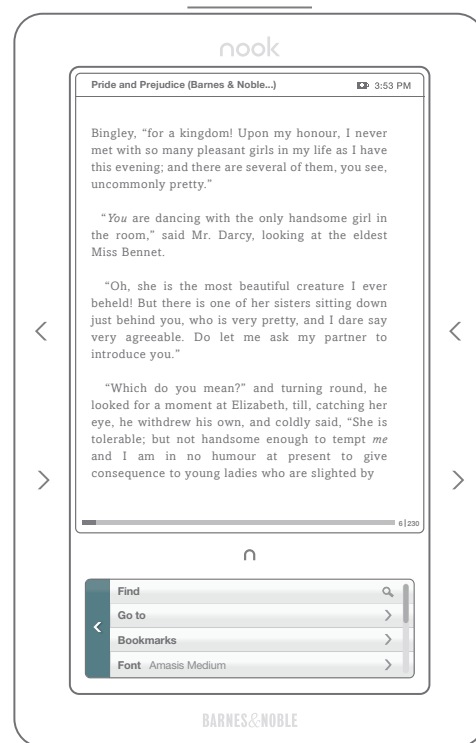 nook
Pride and Prejudice (Barnes & Noble...) 3:53 PM
Bingley, “for a kingdom! Upon my honour, I never
met with so many pleasant girls in my life as I have
this evening; and there are several of them, you see,
uncommonly pretty.”
“You are dancing with the only handsome girl in
the room,” said Mr. Darcy, looking at the eldest
Miss Bennet.
“Oh, she is the most beautiful creature I ever
beheld! But there is one of her sisters sitting down
just behind you, who is very pretty, and I dare say
very agreeable. Do let me ask my partner to
introduce you.”
“Which do you mean?” and turning round, he
looked for a moment at Elizabeth, till, catching her
eye, he withdrew his own, and coldly said, “She is
tolerable; but not handsome enough to tempt me
and I am in no humour at present to give
consequence to young ladies who are slighted by
6|230
n
Find
Go to
Bookmarks
Font Amasis Medium
BARNES&NOBLE